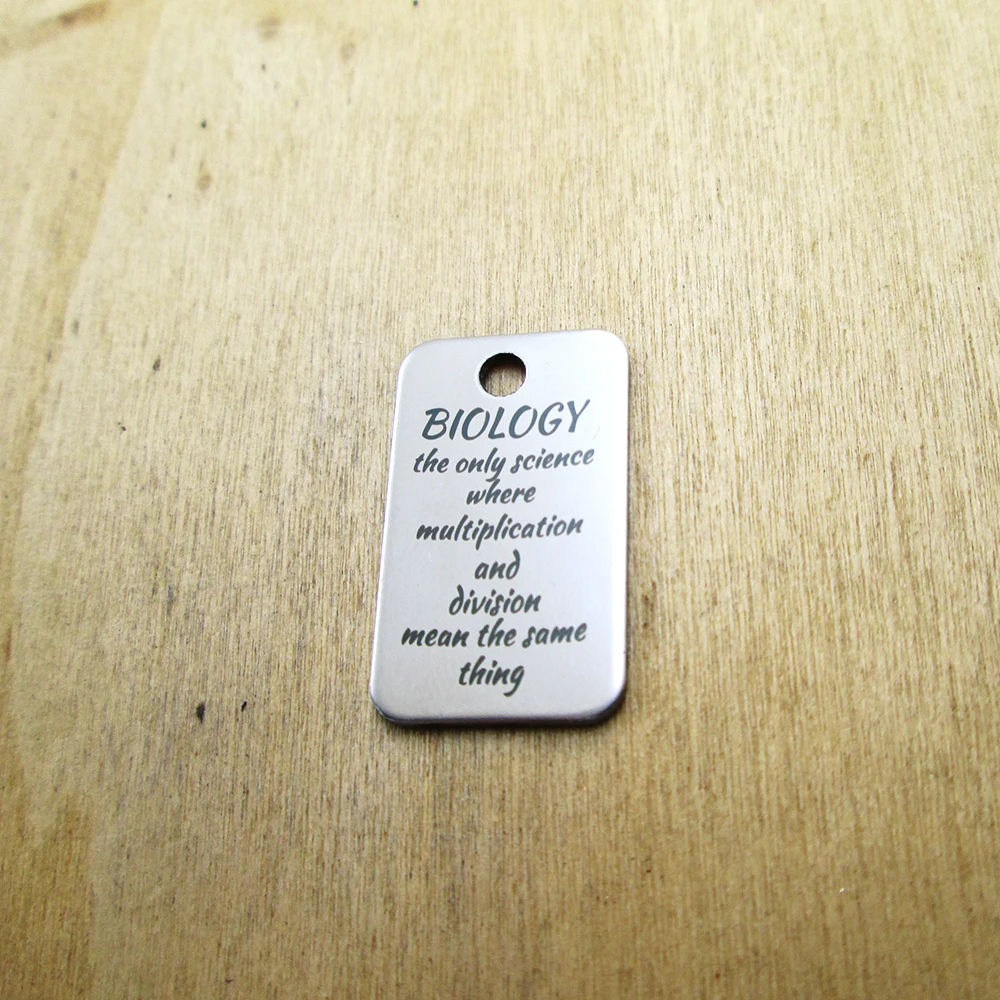 BIOLOGY
the only science
where
multiplication
and
division
mean the same
thing